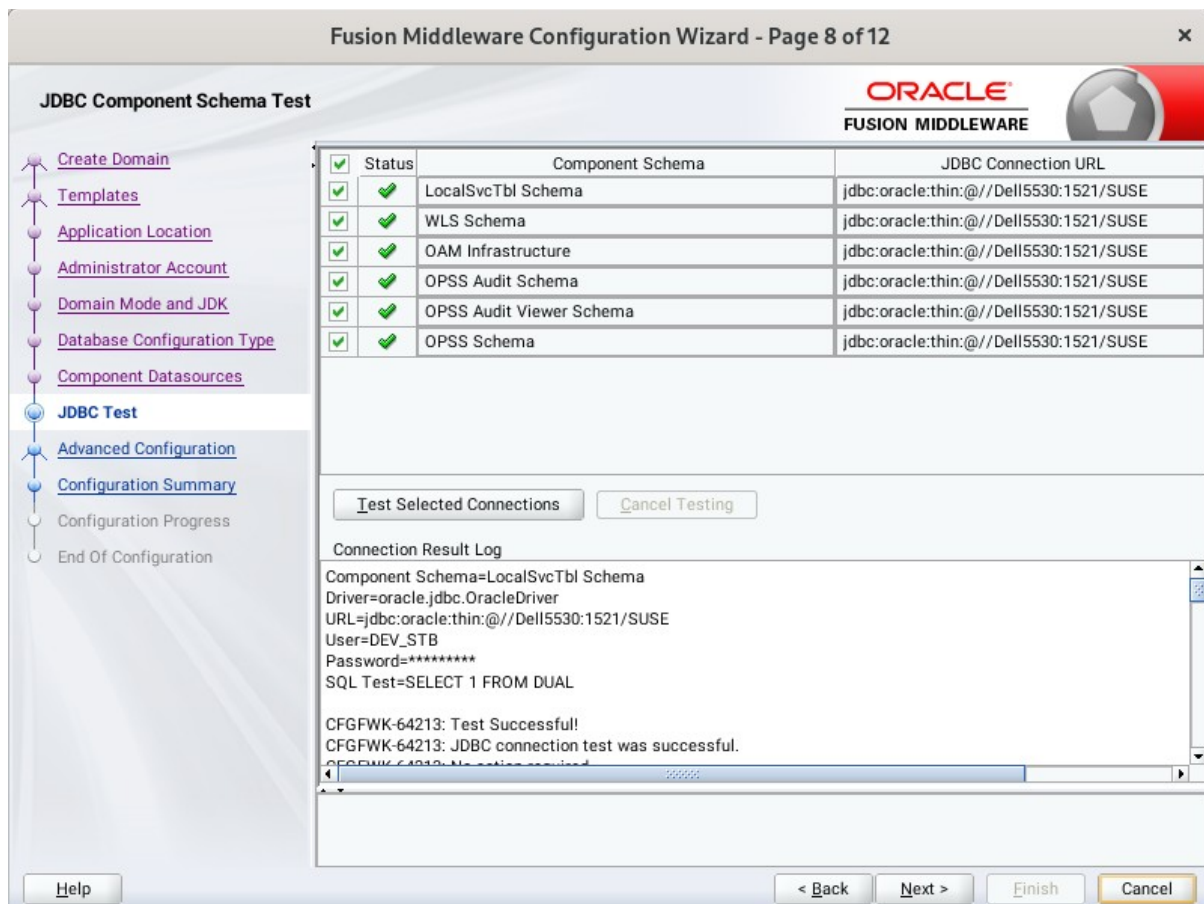 Fusion Middleware Configuration Wizard - Page 8 of 12
JDBC Component Schema Test
ORACLE
FUSION MIDDLEWARE
Create Domain
Templates
Application Location
Administrator Account
Domain Mode and JDK
Database Configuration Type
Component Datasources
JDBC Test
Advanced Configuration
Configuration Summary
Configuration Progress
End Of Configuration
Status Component Schema JDBC Connection URL
LocalSvcTbl Schema jdbc:oracle:thin:@//Dell5530:1521/SUSE
WLS Schema jdbc:oracle:thin:@//Dell5530:1521/SUSE
OAM Infrastructure jdbc:oracle:thin:@//Dell5530:1521/SUSE
OPSS Audit Schema jdbc:oracle:thin:@//Dell5530:1521/SUSE
OPSS Audit Viewer Schema jdbc:oracle:thin:@//Dell5530:1521/SUSE
OPSS Schema jdbc:oracle:thin:@//Dell5530:1521/SUSE
Test Selected Connections Cancel Testing
Connection Result Log
Component Schema=LocalSvcTbl Schema
Driver=oracle.jdbc.OracleDriver
URL=jdbc:oracle:thin:@//Dell5530:1521/SUSE
User=DEV_STB
Password=*********
SQL Test=SELECT 1 FROM DUAL
CFGFWK-64213: Test Successful!
CFGFWK-64213: JDBC connection test was successful.
CFGFWK-64213: No action required
Help < Back Next > Finish Cancel